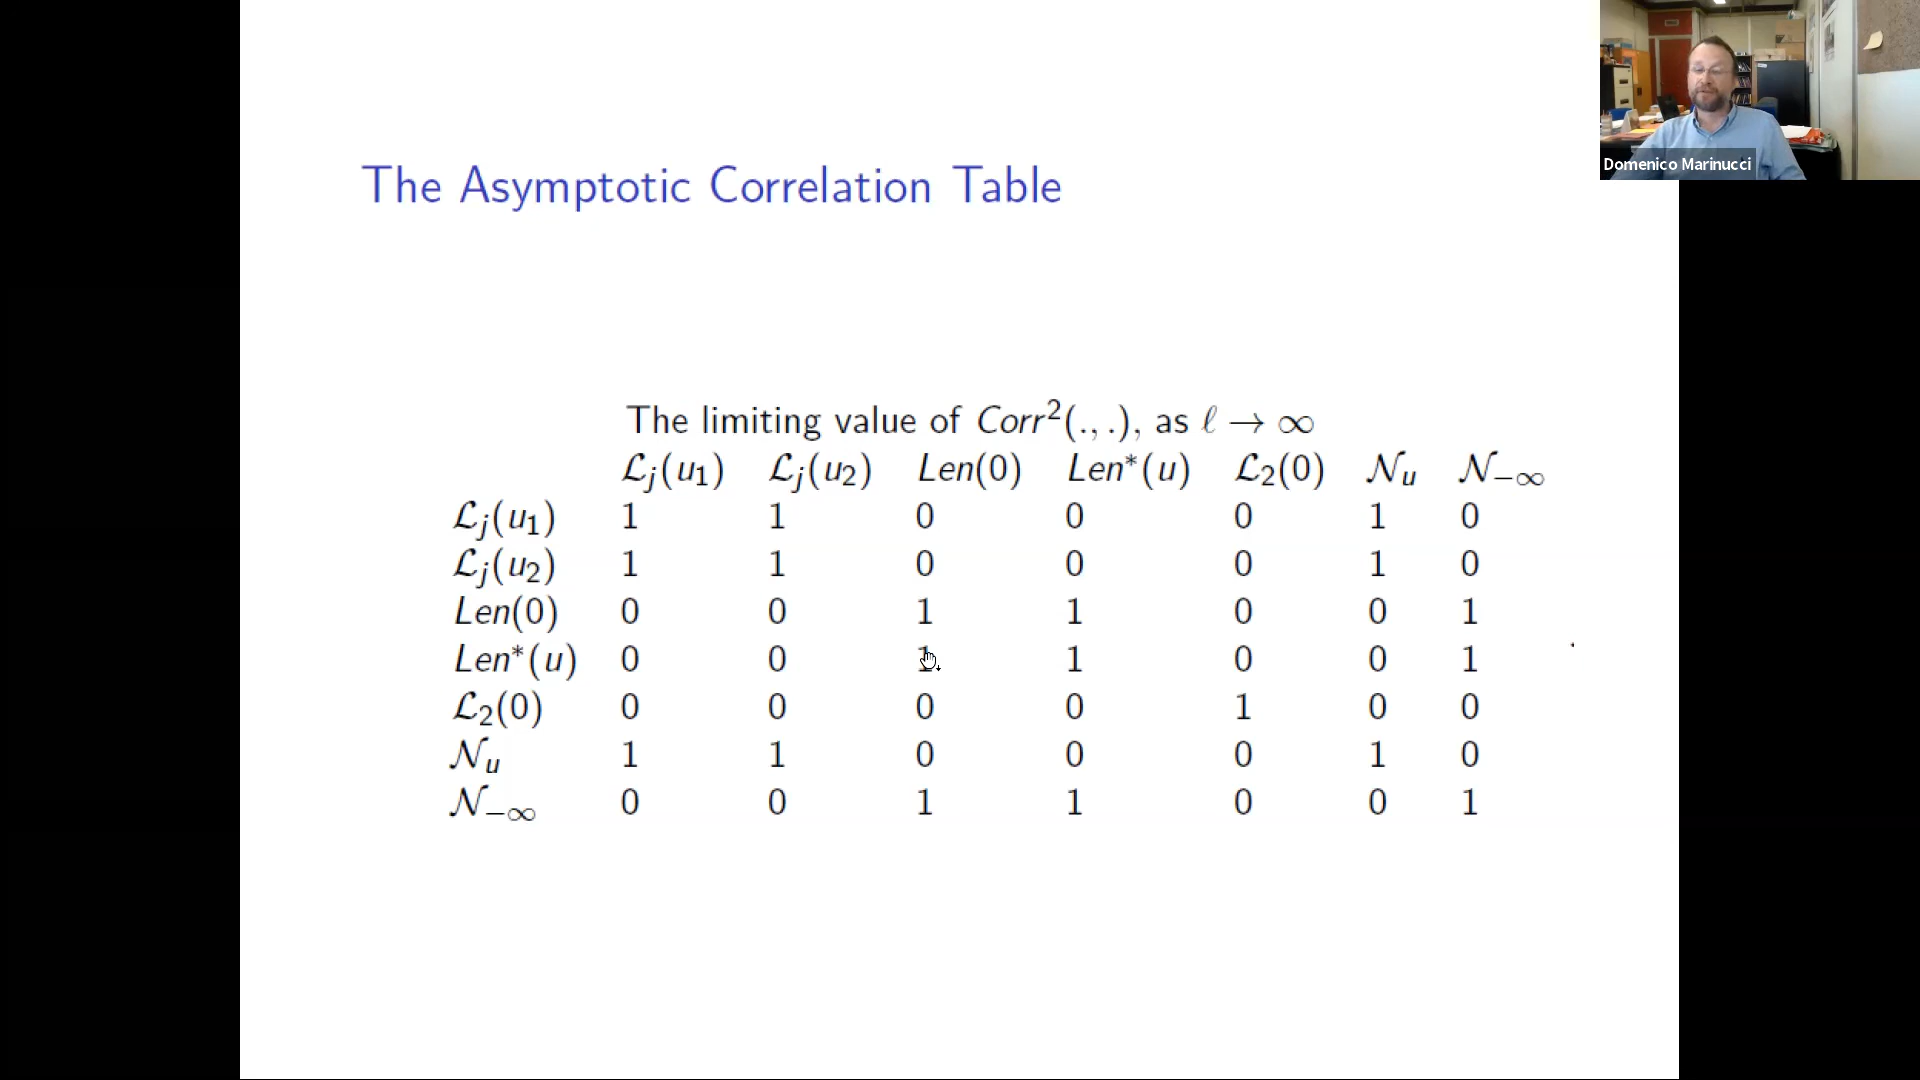 Domenico Marinucci
The Asymptotic Correlation Table
The limiting value of Corr²(.,.), as ℓ → ∞
ℒⱼ(u₁) ℒⱼ(u₂) Len(0) Len*(u) ℒ₂(0) 𝒩ᵤ 𝒩₋∞
ℒⱼ(u₁) 1 1 0 0 0 1 0
ℒⱼ(u₂) 1 1 0 0 0 1 0
Len(0) 0 0 1 1 0 0 1
Len*(u) 0 0 1 1 0 0 1
ℒ₂(0) 0 0 0 0 1 0 0
𝒩ᵤ 1 1 0 0 0 1 0
𝒩₋∞ 0 0 1 1 0 0 1